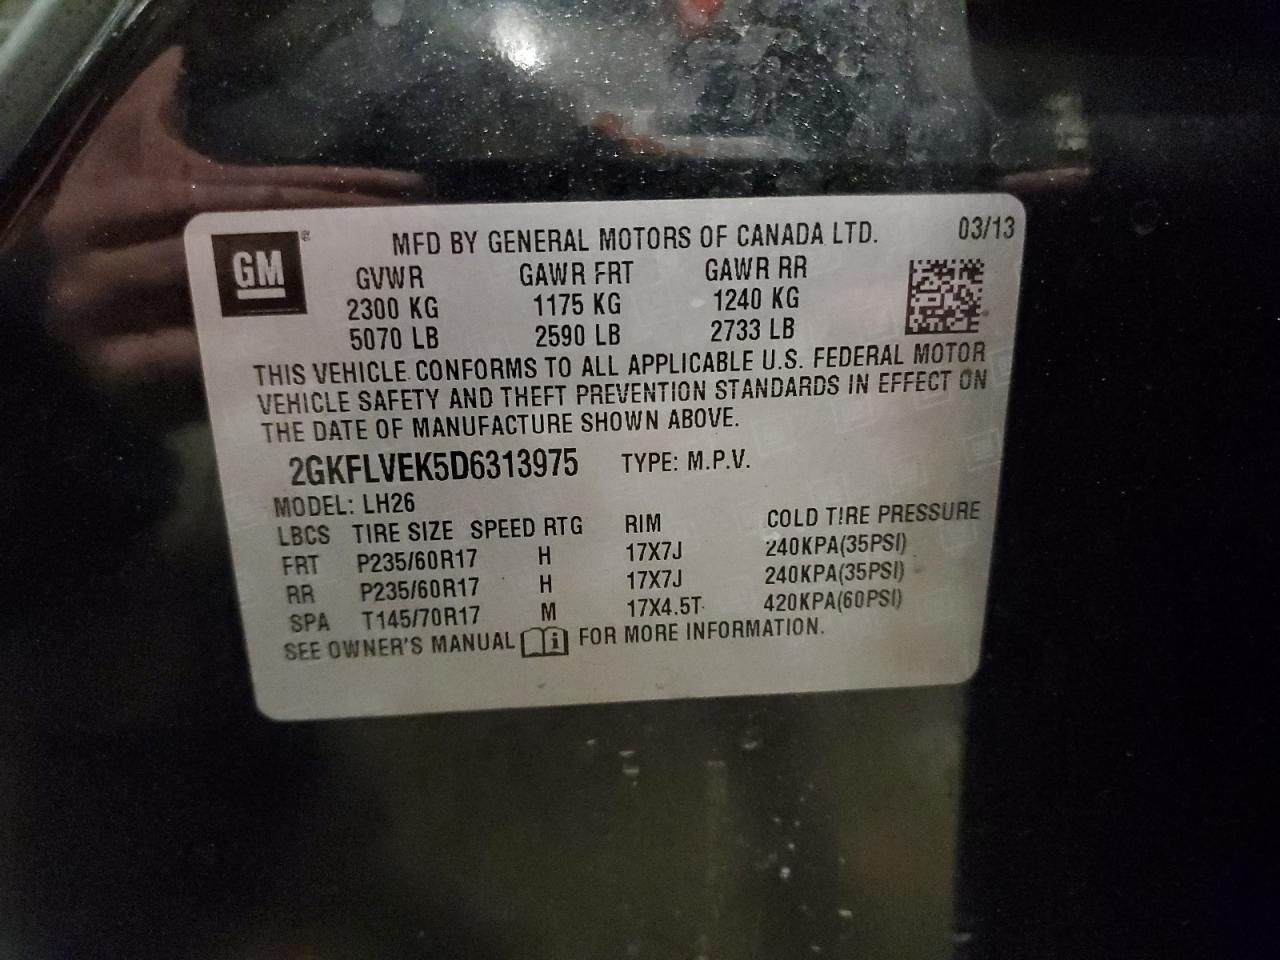 GM ® MFD BY GENERAL MOTORS OF CANADA LTD. 03/13
GVWR GAWR FRT GAWR RR
2300 KG 1175 KG 1240 KG
5070 LB 2590 LB 2733 LB
THIS VEHICLE CONFORMS TO ALL APPLICABLE U.S. FEDERAL MOTOR
VEHICLE SAFETY AND THEFT PREVENTION STANDARDS IN EFFECT ON
THE DATE OF MANUFACTURE SHOWN ABOVE.
2GKFLVEK5D6313975 TYPE: M.P.V.
MODEL: LH26
LBCS TIRE SIZE SPEED RTG RIM COLD TIRE PRESSURE
FRT P235/60R17 H 17X7J 240KPA(35PSI)
RR P235/60R17 H 17X7J 240KPA(35PSI)
SPA T145/70R17 M 17X4.5T 420KPA(60PSI)
SEE OWNER'S MANUAL i FOR MORE INFORMATION.